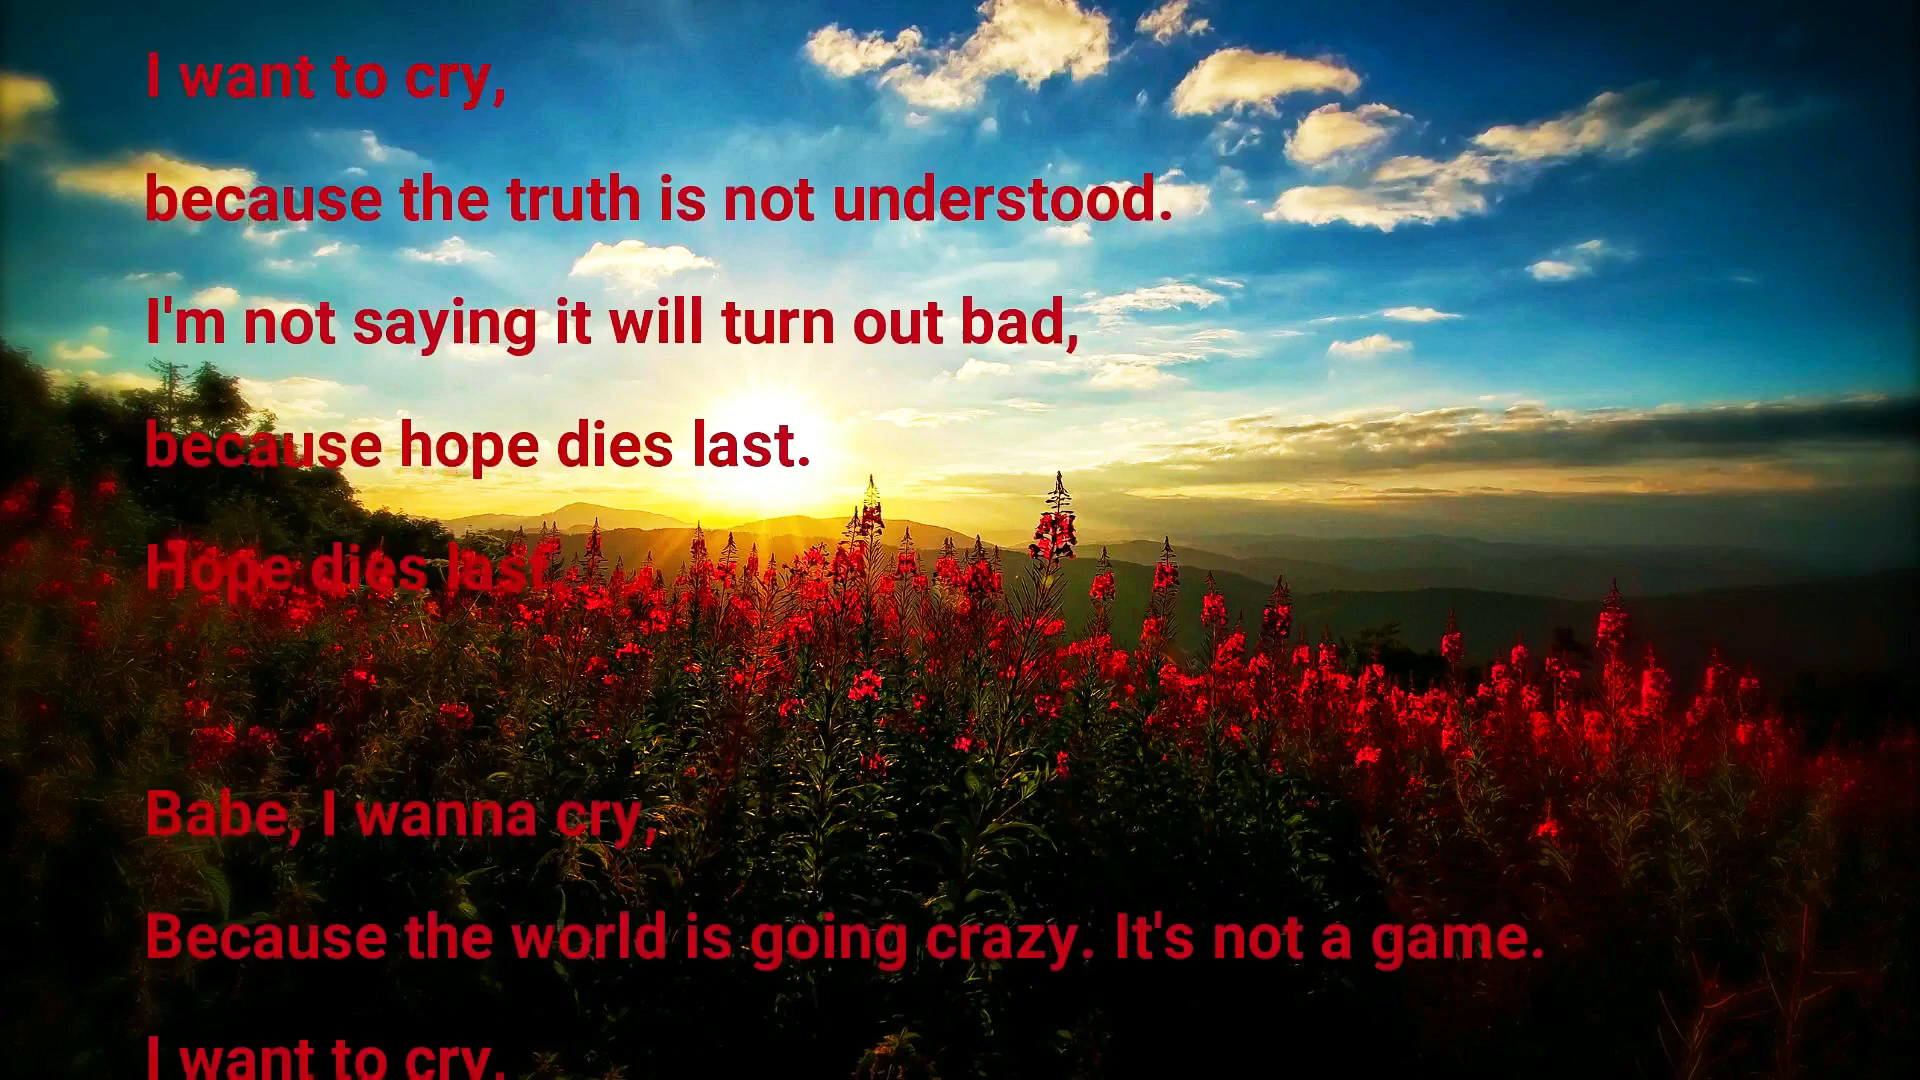 I want to cry,
because the truth is not understood.
I'm not saying it will turn out bad,
because hope dies last.
Hope dies last
Babe, I wanna cry,
Because the world is going crazy. It's not a game.
I want to cry,